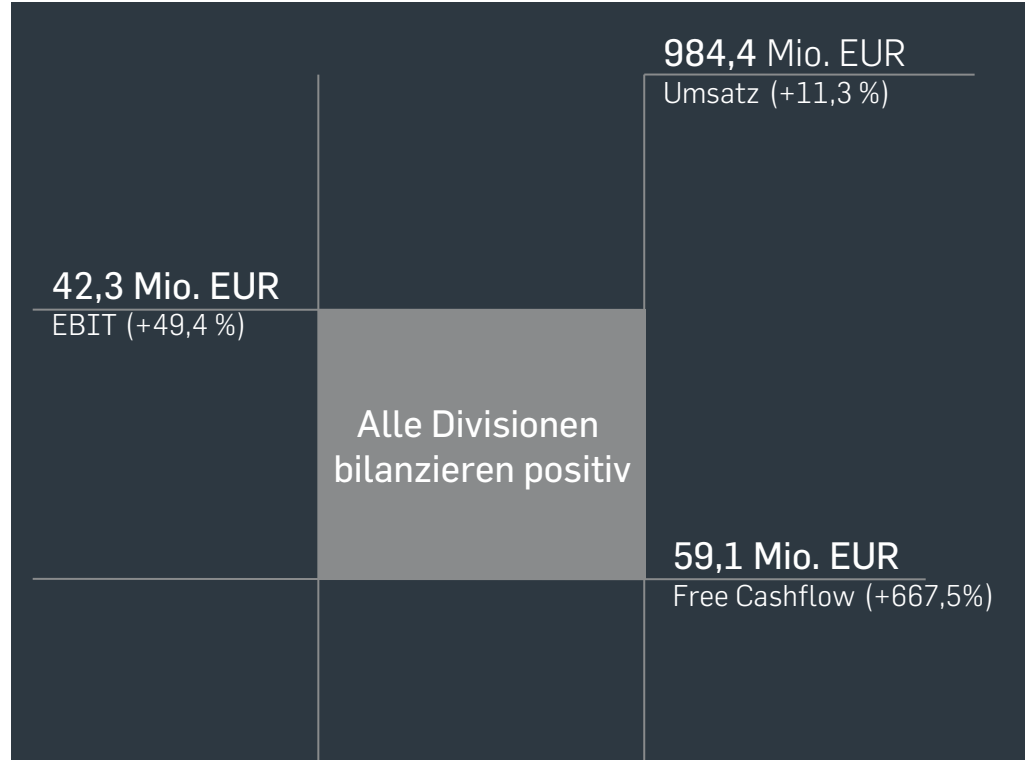 984,4 Mio. EUR
Umsatz (+11,3 %)
42,3 Mio. EUR
EBIT (+49,4 %)
Alle Divisionen
bilanzieren positiv
59,1 Mio. EUR
Free Cashflow (+667,5%)